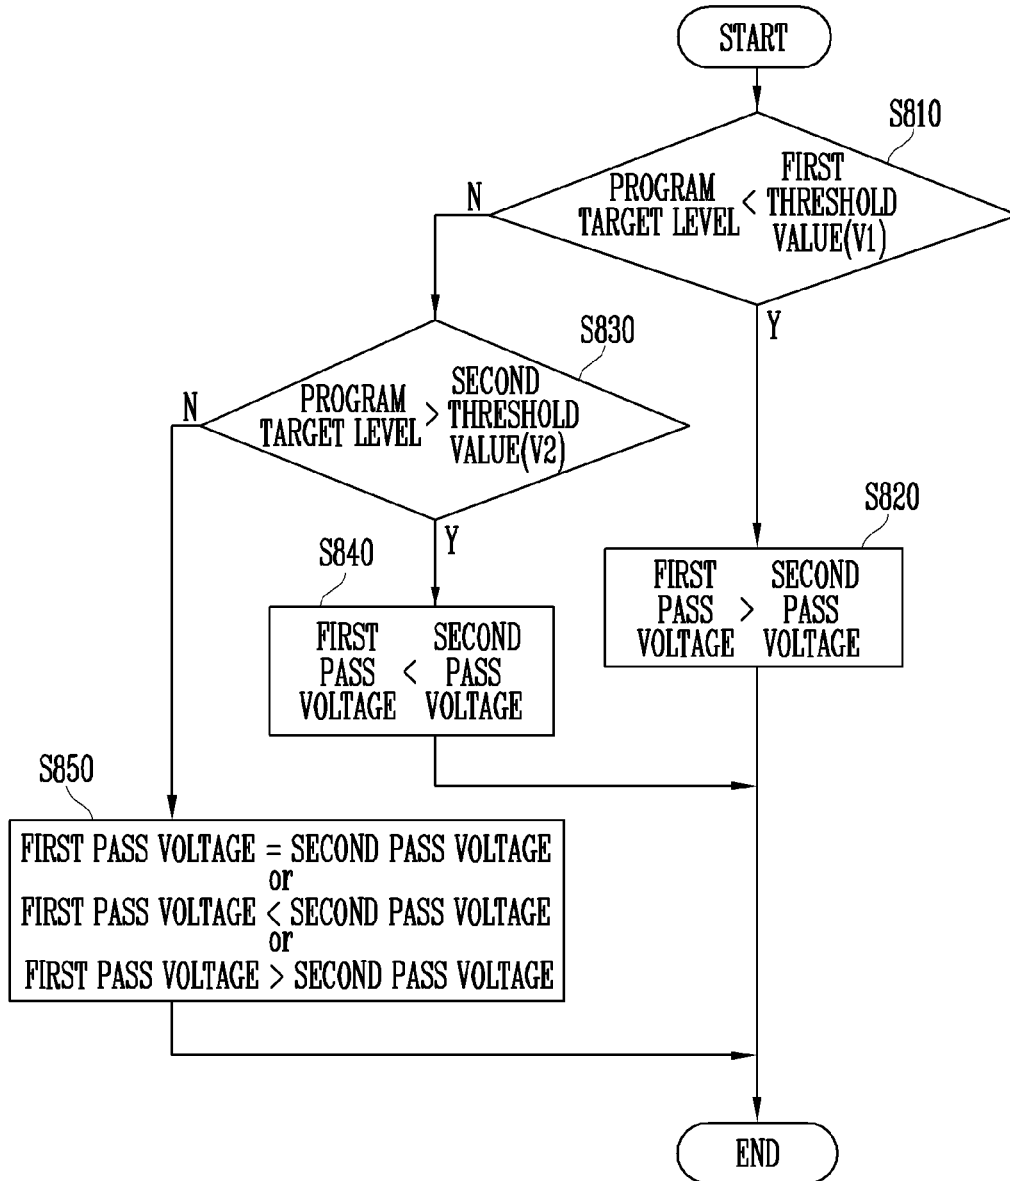 START
S810
PROGRAM TARGET LEVEL < FIRST THRESHOLD VALUE(V1)
N
Y
S830
PROGRAM TARGET LEVEL > SECOND THRESHOLD VALUE(V2)
N
Y
S820
FIRST PASS VOLTAGE > SECOND PASS VOLTAGE
S840
FIRST PASS VOLTAGE < SECOND PASS VOLTAGE
S850
FIRST PASS VOLTAGE = SECOND PASS VOLTAGE
or
FIRST PASS VOLTAGE < SECOND PASS VOLTAGE
or
FIRST PASS VOLTAGE > SECOND PASS VOLTAGE
END